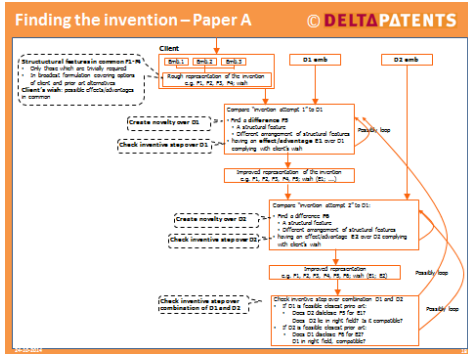 Finding the invention – Paper A
© DELTAPATENTS
Client
Emb.1 Emb.2 Emb.3
D1 emb
D2 emb
Rough representation of the invention
e.g. F1, F2, F3, F4; wish
Structural features in common F1-F4
• Only those which are trivially required
• In broadest formulation covering options of client and prior art alternatives
Client's wish: possible effects/advantages in common
Compare "invention attempt 1" to D1:
• Find a difference F5
• A structural feature
• Different arrangement of structural features
• having an effect/advantage E1 over D1 complying with client's wish
Create novelty over D1
Check inventive step over D1
Possibly loop
Improved representation of the invention
e.g. F1, F2, F3, F4, F5; wish (E1; ...)
Compare "invention attempt 2" to D1:
• Find a difference F6
• A structural feature
• Different arrangement of structural features
• having an effect/advantage E2 over D2 complying with client's wish
Create novelty over D2
Check inventive step over D2
Improved representation
e.g. F1, F2, F3, F4, F5, F6; wish (E1; E2)
Possibly loop
Check inventive step over combination D1 and D2
• If D1 is feasible closest prior art:
• Does D2 disclose F5 for E1?
• Does D2 lie in right field? Is it compatible?
• If D2 is feasible closest prior art:
• Does D1 disclose F6 for E2?
• D1 in right field, compatible?
Check inventive step over combination of D1 and D2
Possibly loop